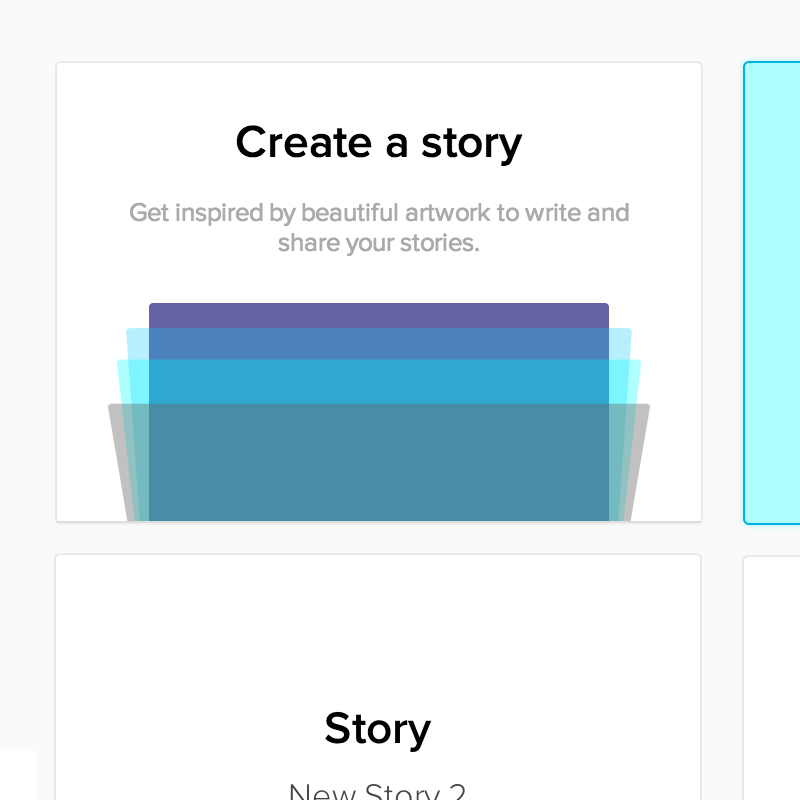 Create a story
Get inspired by beautiful artwork to write and
share your stories.
Story
New Story 2